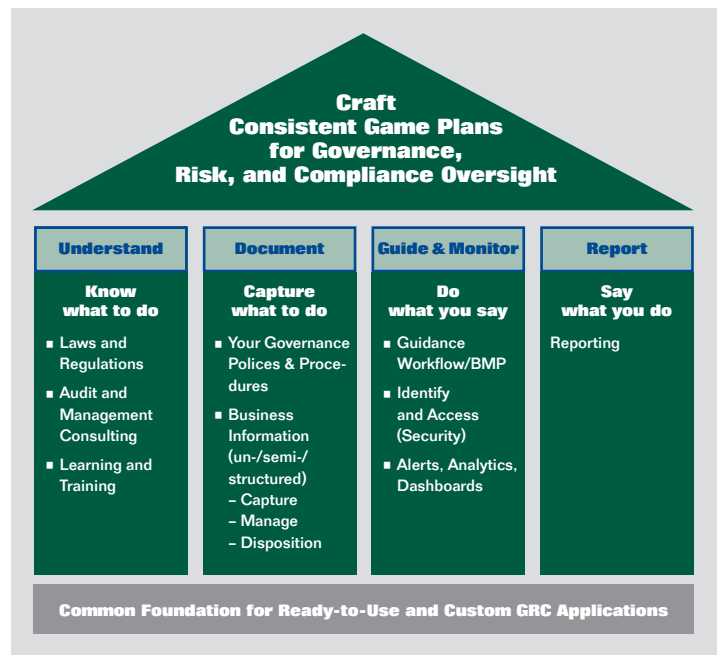 Craft
Consistent Game Plans
for Governance,
Risk, and Compliance Oversight
Understand
Know
what to do
▪ Laws and
Regulations
▪ Audit and
Management
Consulting
▪ Learning and
Training
Document
Capture
what to do
▪ Your Governance
Polices & Proce-
dures
▪ Business
Information
(un-/semi-/
structured)
– Capture
– Manage
– Disposition
Guide & Monitor
Do
what you say
▪ Guidance
Workflow/BMP
▪ Identify
and Access
(Security)
▪ Alerts, Analytics,
Dashboards
Report
Say
what you do
Reporting
Common Foundation for Ready-to-Use and Custom GRC Applications